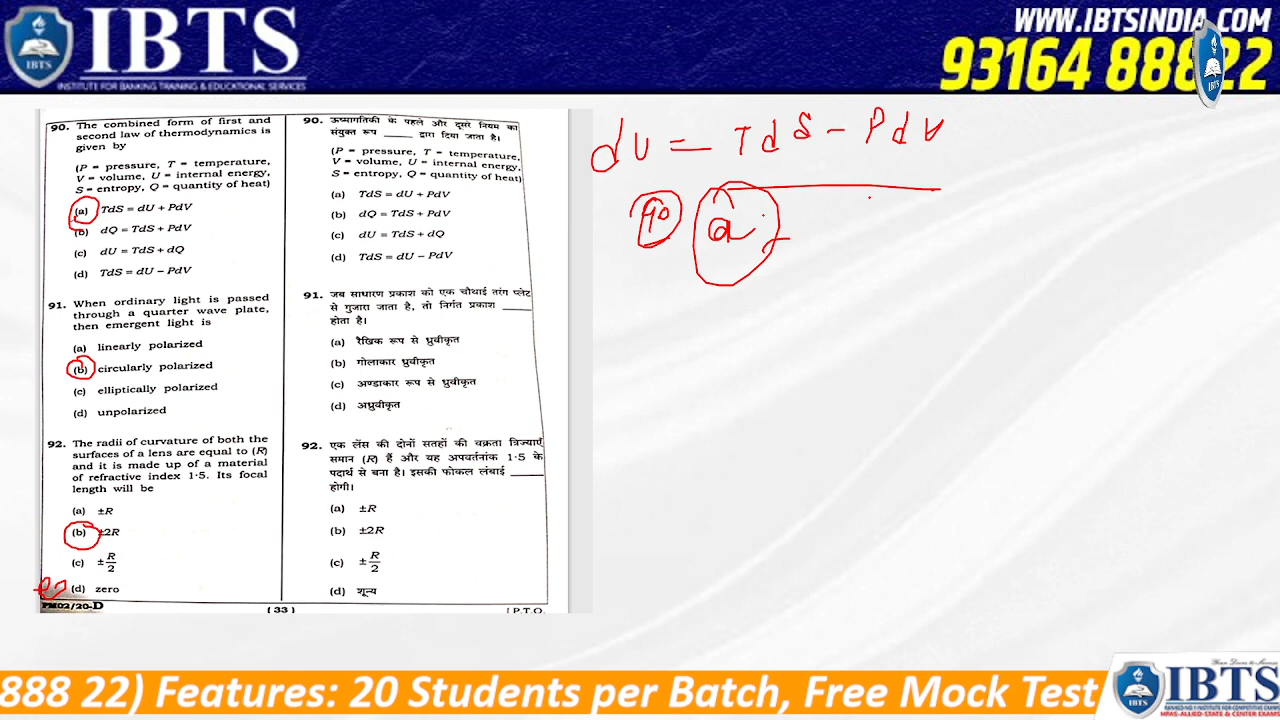 IBTS
INSTITUTE FOR BANKING TRAINING & EDUCATIONAL SERVICES
IBTS
WWW.IBTSINDIA.COM
93164 88822
IBTS
90. The combined form of first and
second law of thermodynamics is
given by
(P = pressure, T = temperature,
V = volume, U = internal energy,
S = entropy, Q = quantity of heat)
(a) TdS = dU + PdV
(b) dQ = TdS + PdV
(c) dU = TdS + dQ
(d) TdS = dU − PdV
91. When ordinary light is passed
through a quarter wave plate,
then emergent light is
(a) linearly polarized
(b) circularly polarized
(c) elliptically polarized
(d) unpolarized
92. The radii of curvature of both the
surfaces of a lens are equal to (R)
and it is made up of a material
of refractive index 1·5. Its focal
length will be
(a) ±R
(b) ±2R
(c) ±R/2
(d) zero
PM02/20-D
90. ऊष्मागतिकी के पहले और दूसरे नियम का
संयुक्त रूप _____ द्वारा दिया जाता है।
(P = pressure, T = temperature,
V = volume, U = internal energy,
S = entropy, Q = quantity of heat)
(a) TdS = dU + PdV
(b) dQ = TdS + PdV
(c) dU = TdS + dQ
(d) TdS = dU − PdV
91. जब साधारण प्रकाश को एक चौथाई तरंग प्लेट
से गुजारा जाता है, तो निर्गत प्रकाश _____
होता है।
(a) रैखिक रूप से ध्रुवीकृत
(b) गोलाकार ध्रुवीकृत
(c) अण्डाकार रूप से ध्रुवीकृत
(d) अध्रुवीकृत
92. एक लेंस की दोनों सतहों की वक्रता त्रिज्याएँ
समान (R) हैं और यह अपवर्तनांक 1·5 के
पदार्थ से बना है। इसकी फोकल लंबाई _____
होगी।
(a) ±R
(b) ±2R
(c) ±R/2
(d) शून्य
( 33 )
[ P.T.O.
dU = TdS − PdV
90 a
888 22) Features: 20 Students per Batch, Free Mock Test
IBTS
IBTS